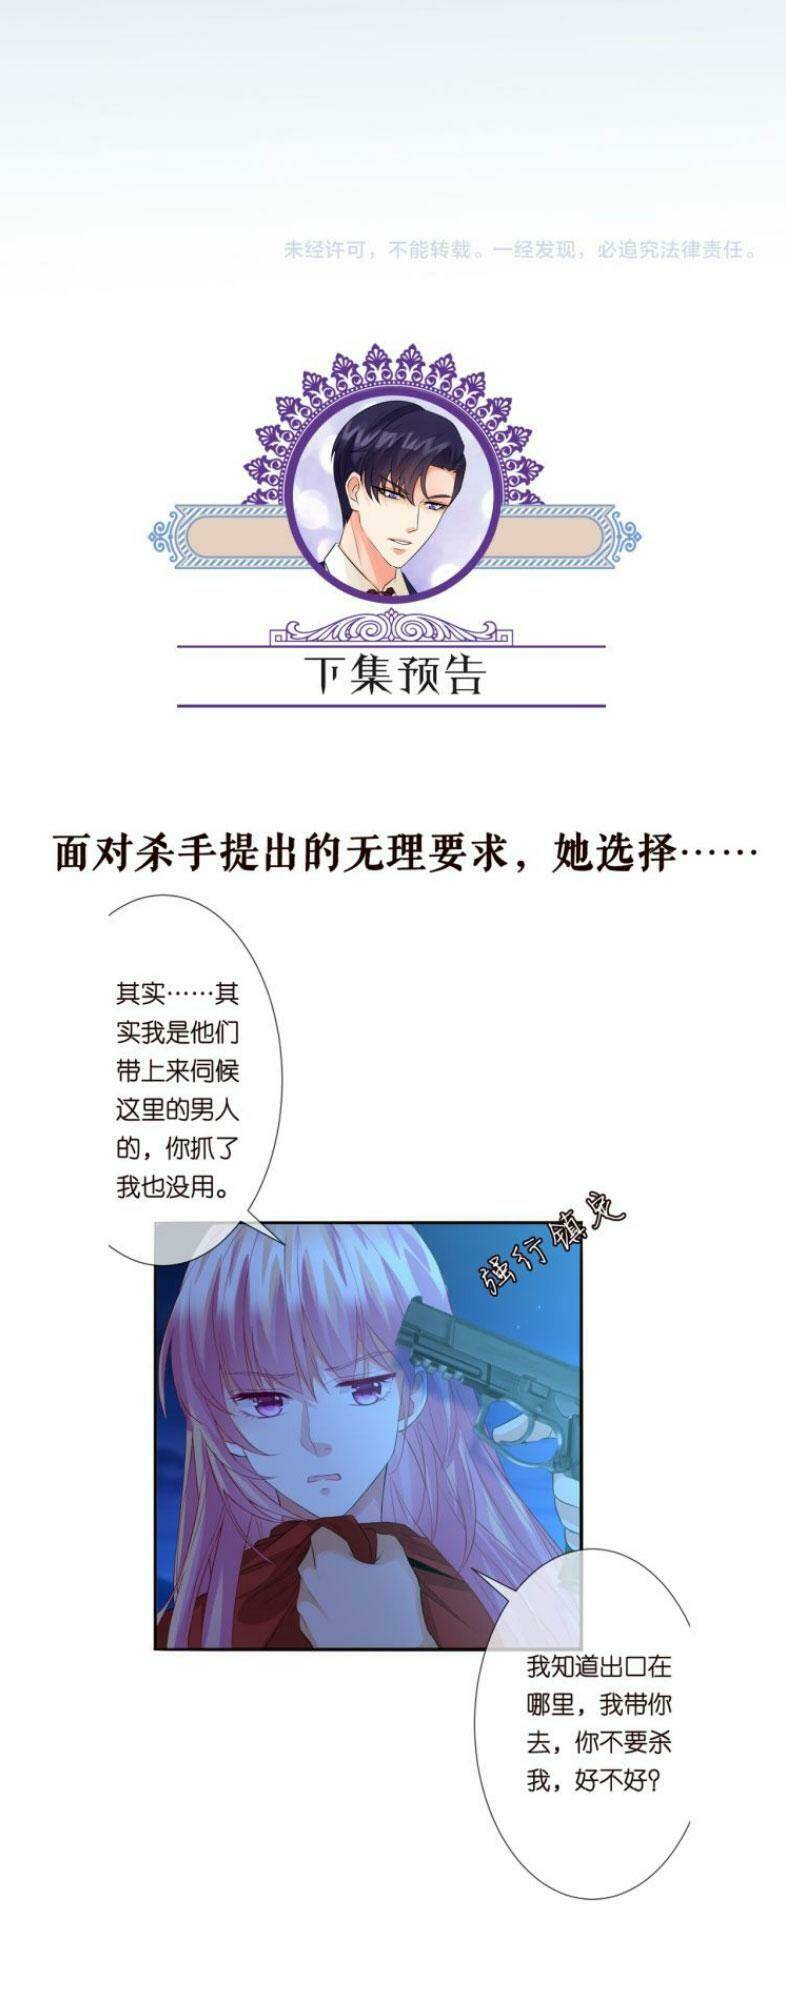 未经许可，不能转载。一经发现，必追究法律责任。
下集预告
面对杀手提出的无理要求，她选择……
其实……其
实我是他们
带上来伺候
这里的男人
的，你抓了
我也没用。
强行镇定
我知道出口在
哪里，我带你
去，你不要杀
我，好不好？